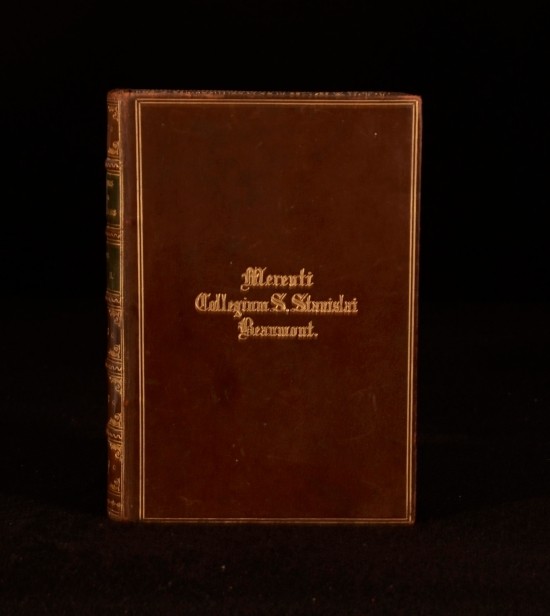 Merenti
Collegium S. Stanislai
Beaumont.